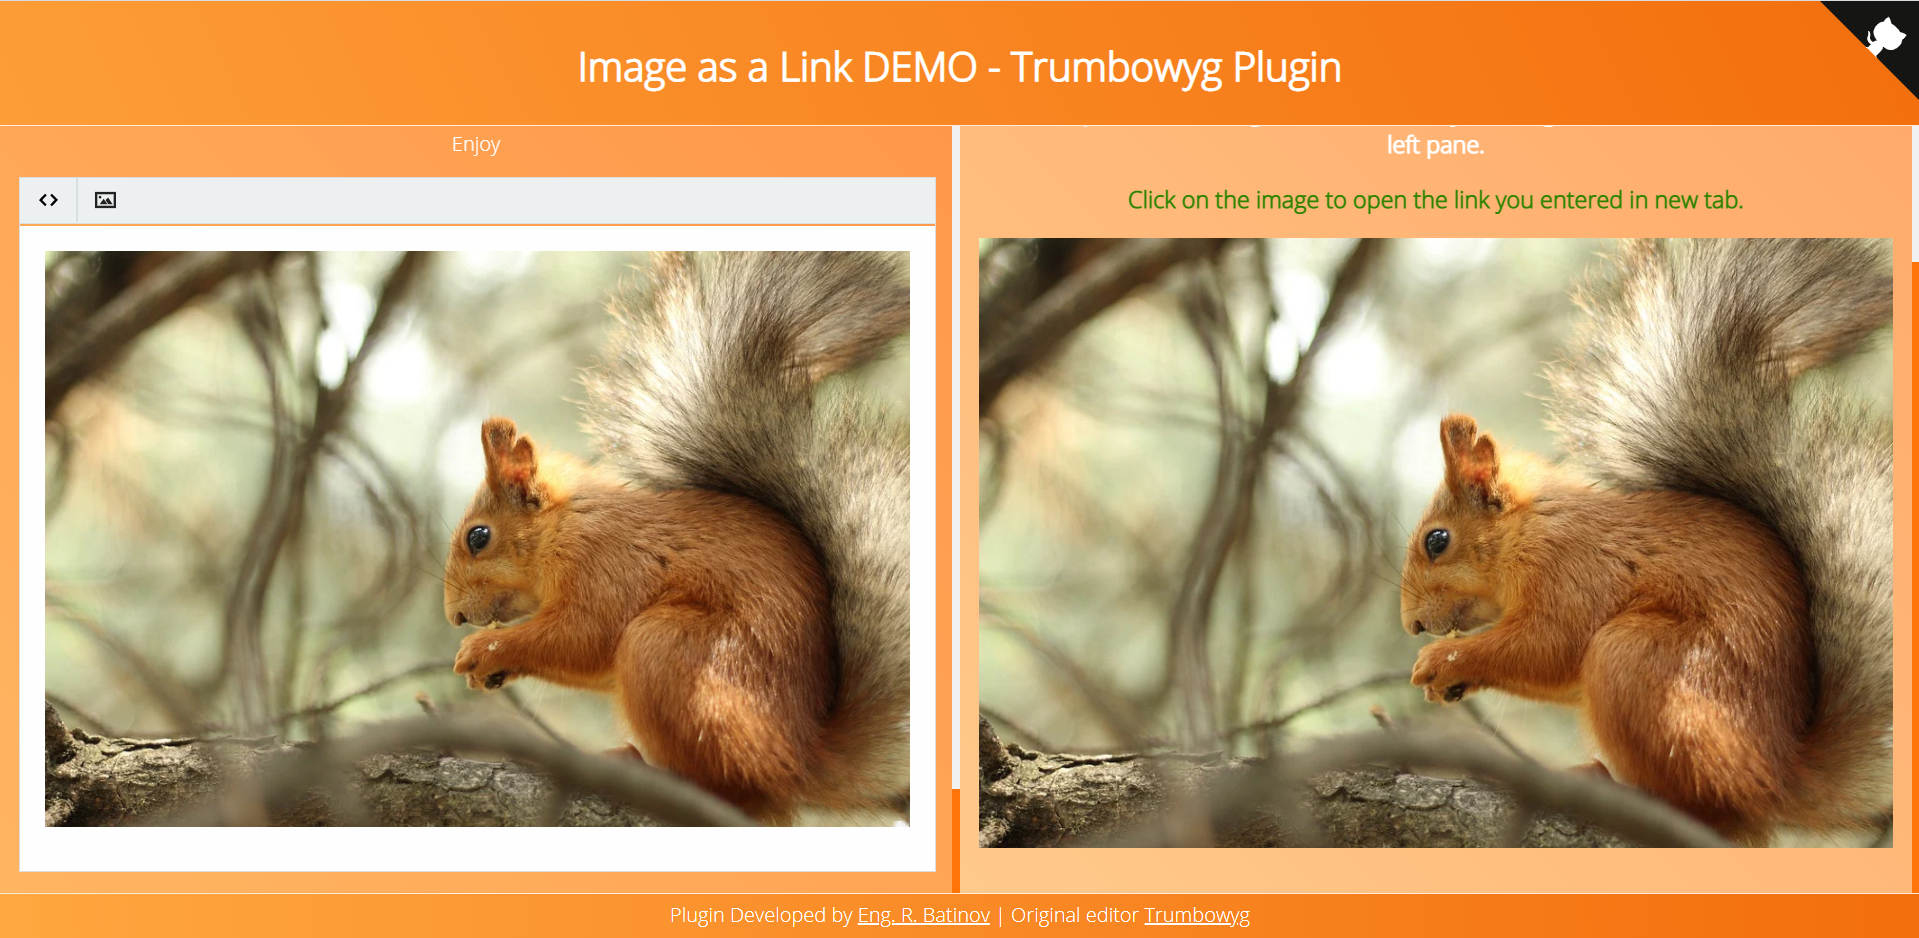 Image as a Link DEMO - Trumbowyg Plugin
Enjoy
left pane.
Click on the image to open the link you entered in new tab.
Plugin Developed by Eng. R. Batinov | Original editor Trumbowyg